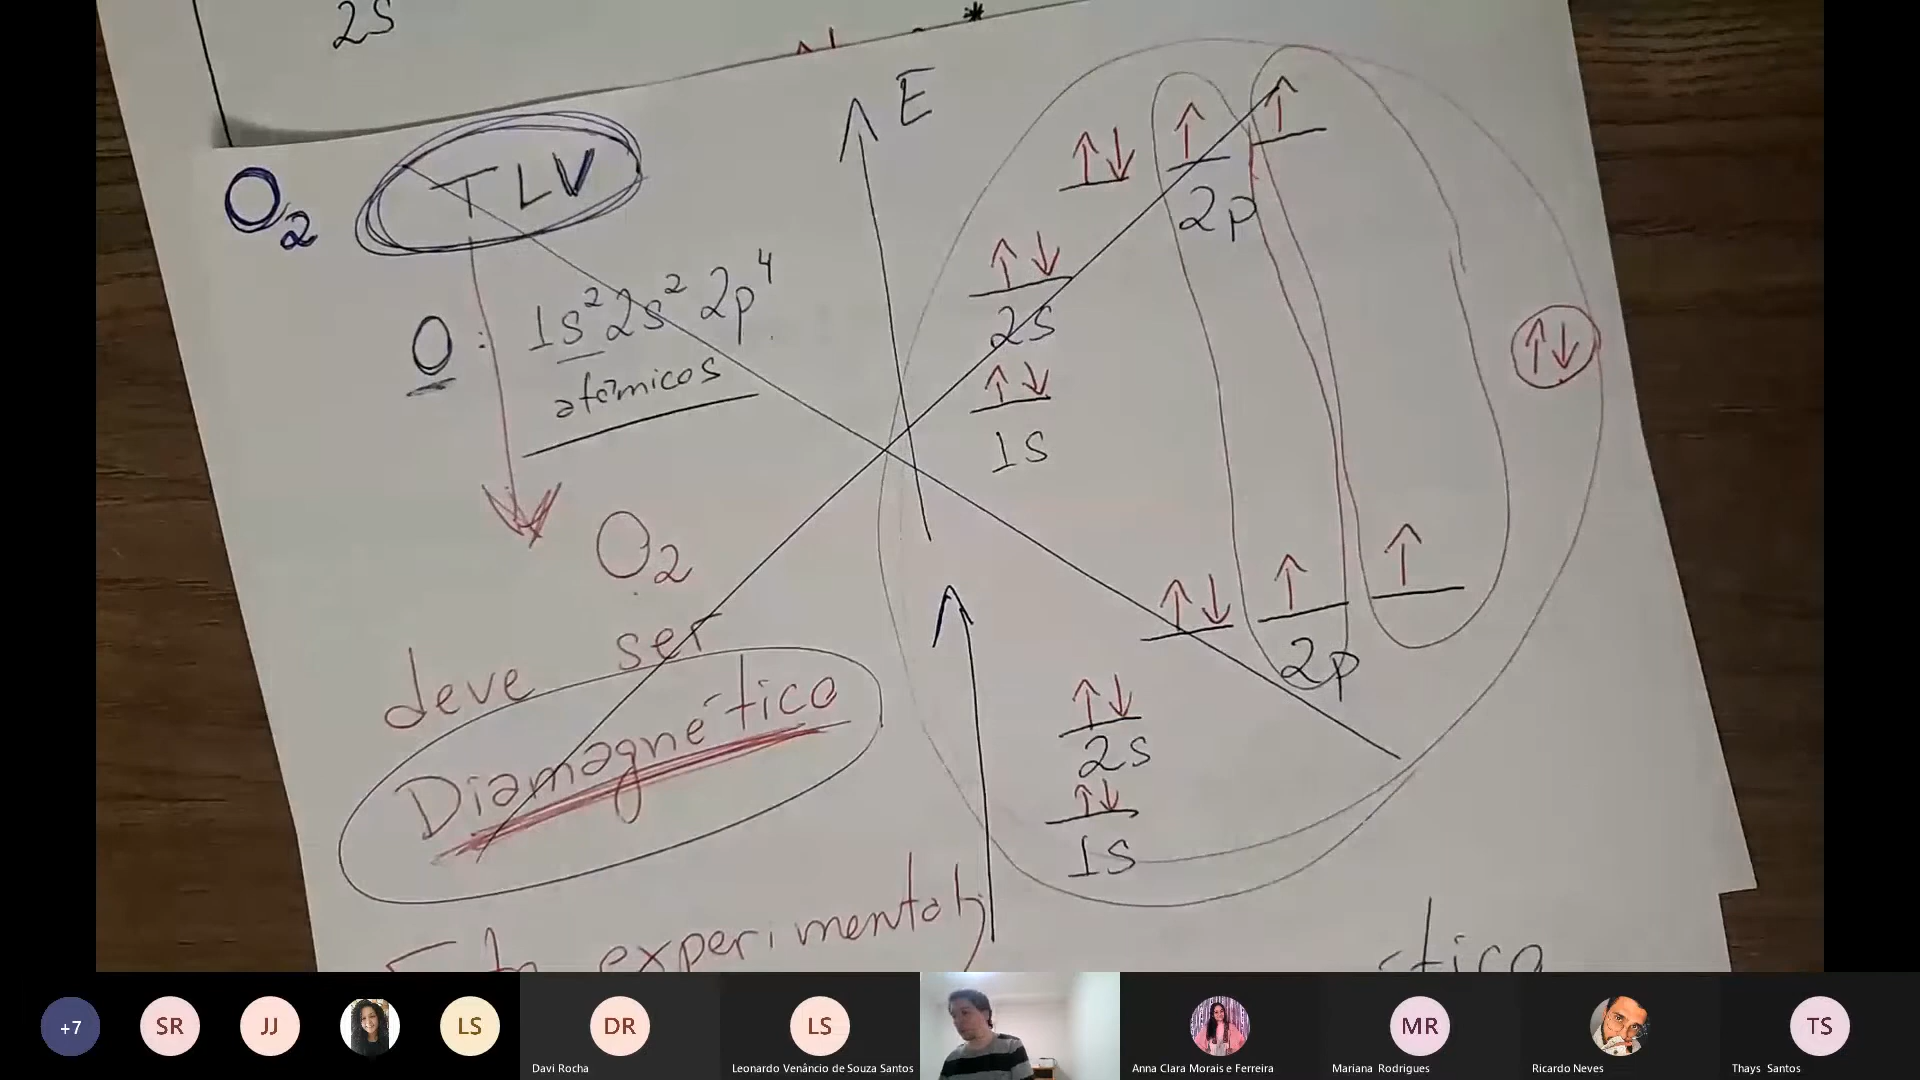 2s
*
E
O₂ TLV
2p
O: 1s² 2s² 2p⁴
atômicos
2s
1s
O₂
deve ser
Diamagnético
2p
2s
1s
experimental
+7
SR
JJ
LS
DR
LS
MR
TS
Davi Rocha
Leonardo Venâncio de Souza Santos
Anna Clara Morais e Ferreira
Mariana Rodrigues
Ricardo Neves
Thays Santos